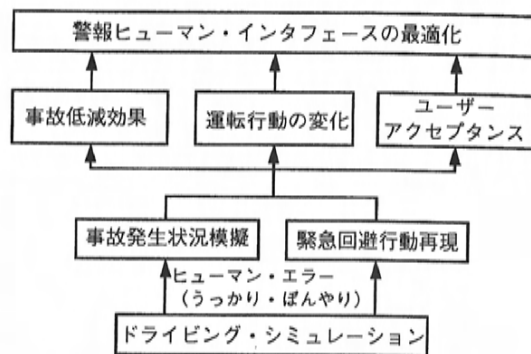 警報ヒューマン・インタフェースの最適化
事故低減効果
運転行動の変化
ユーザー
アクセプタンス
事故発生状況模擬
緊急回避行動再現
ヒューマン・エラー
(うっかり・ぼんやり)
ドライビング・シミュレーション